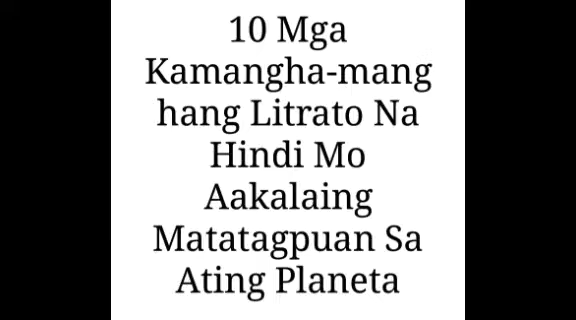 10 Mga
Kamangha-mang
hang Litrato Na
Hindi Mo
Aakalaing
Matatagpuan Sa
Ating Planeta